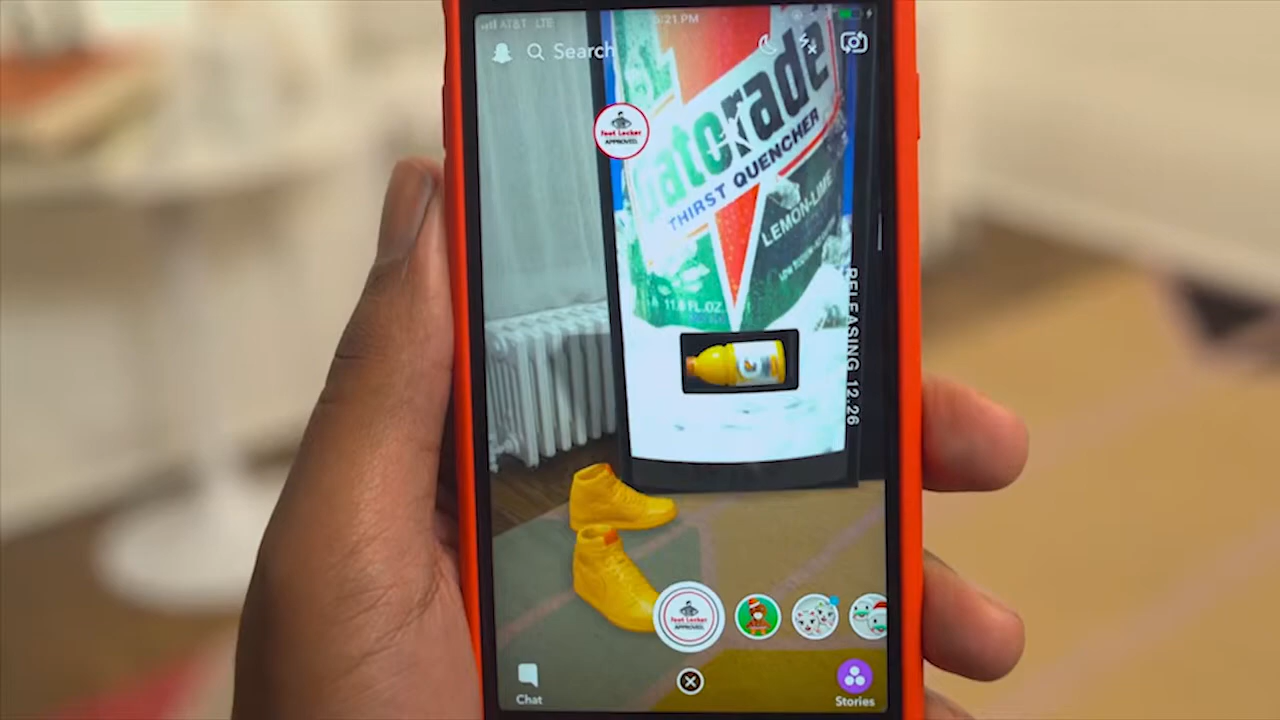 AT&T LTE 5:21 PM
Search
Foot Locker
APPROVED.
Gatorade
THIRST QUENCHER
LEMON-LIME
11.6 FL.OZ.
RELEASING 12.26
G
Foot Locker
APPROVED.
Chat
Stories